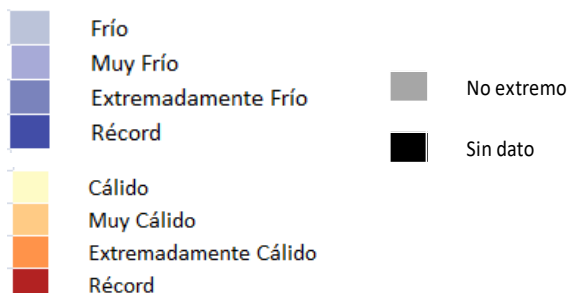 Frío
Muy Frío
Extremadamente Frío
Récord
Cálido
Muy Cálido
Extremadamente Cálido
Récord
No extremo
Sin dato